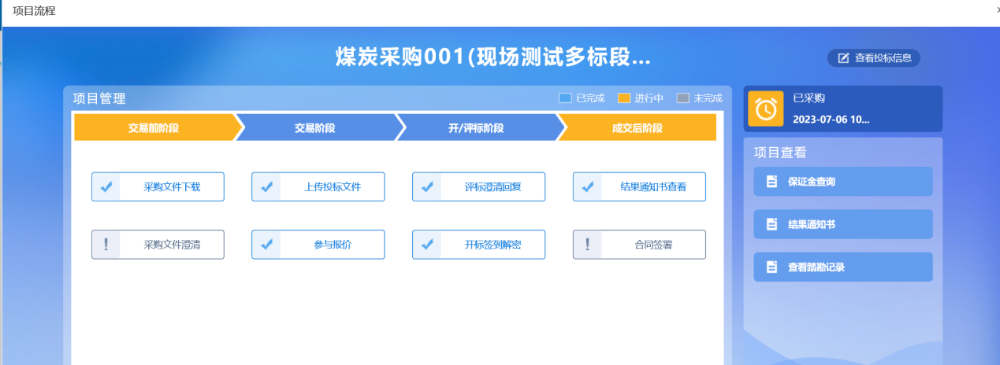 项目流程
煤炭采购001(现场测试多标段...
查看投标信息
项目管理
已完成
进行中
未完成
交易前阶段
交易阶段
开/评标阶段
成交后阶段
采购文件下载
上传投标文件
评标澄清回复
结果通知书查看
采购文件澄清
参与报价
开标签到解密
合同签署
已采购
2023-07-06 10...
项目查看
保证金查询
结果通知书
查看踏勘记录